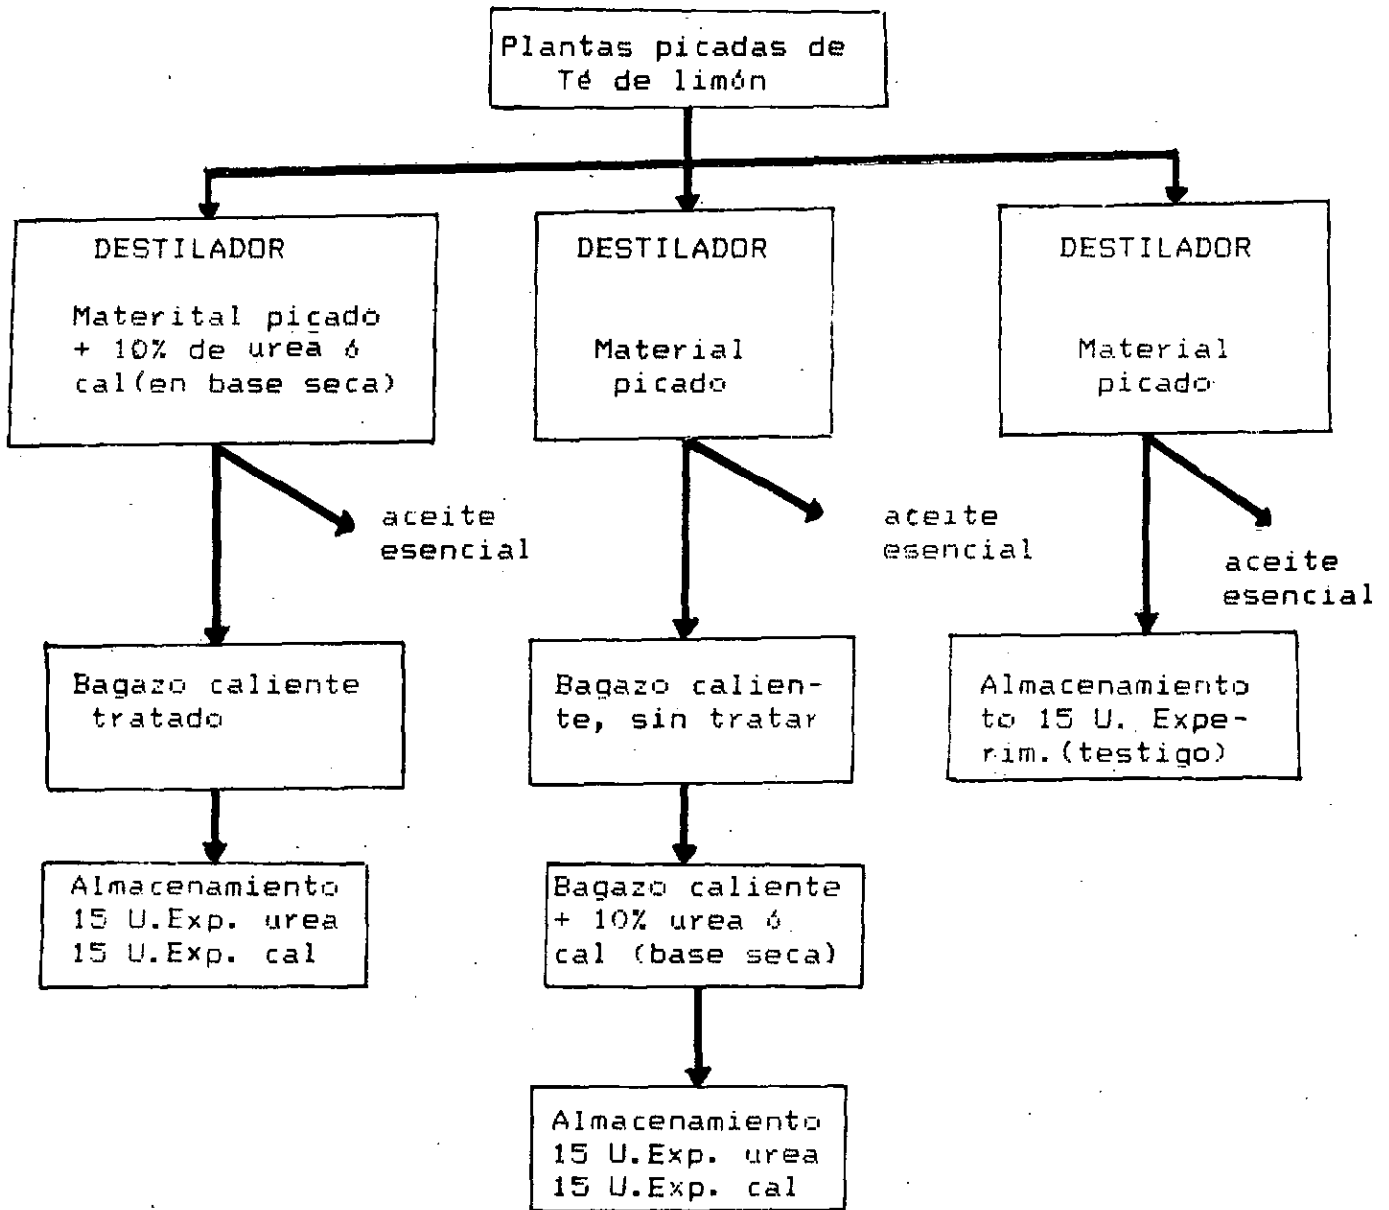 Plantas picadas de
Té de limón
DESTILADOR
Materital picado
+ 10% de urea ó
cal(en base seca)
DESTILADOR
Material
picado
DESTILADOR
Material
picado
aceite
esencial
aceite
esencial
aceite
esencial
Bagazo caliente
tratado
Bagazo calien-
te, sin tratar
Almacenamiento
to 15 U. Expe-
rim.(testigo)
Almacenamiento
15 U.Exp. urea
15 U.Exp. cal
Bagazo caliente
+ 10% urea ó
cal (base seca)
Almacenamiento
15 U.Exp. urea
15 U.Exp. cal